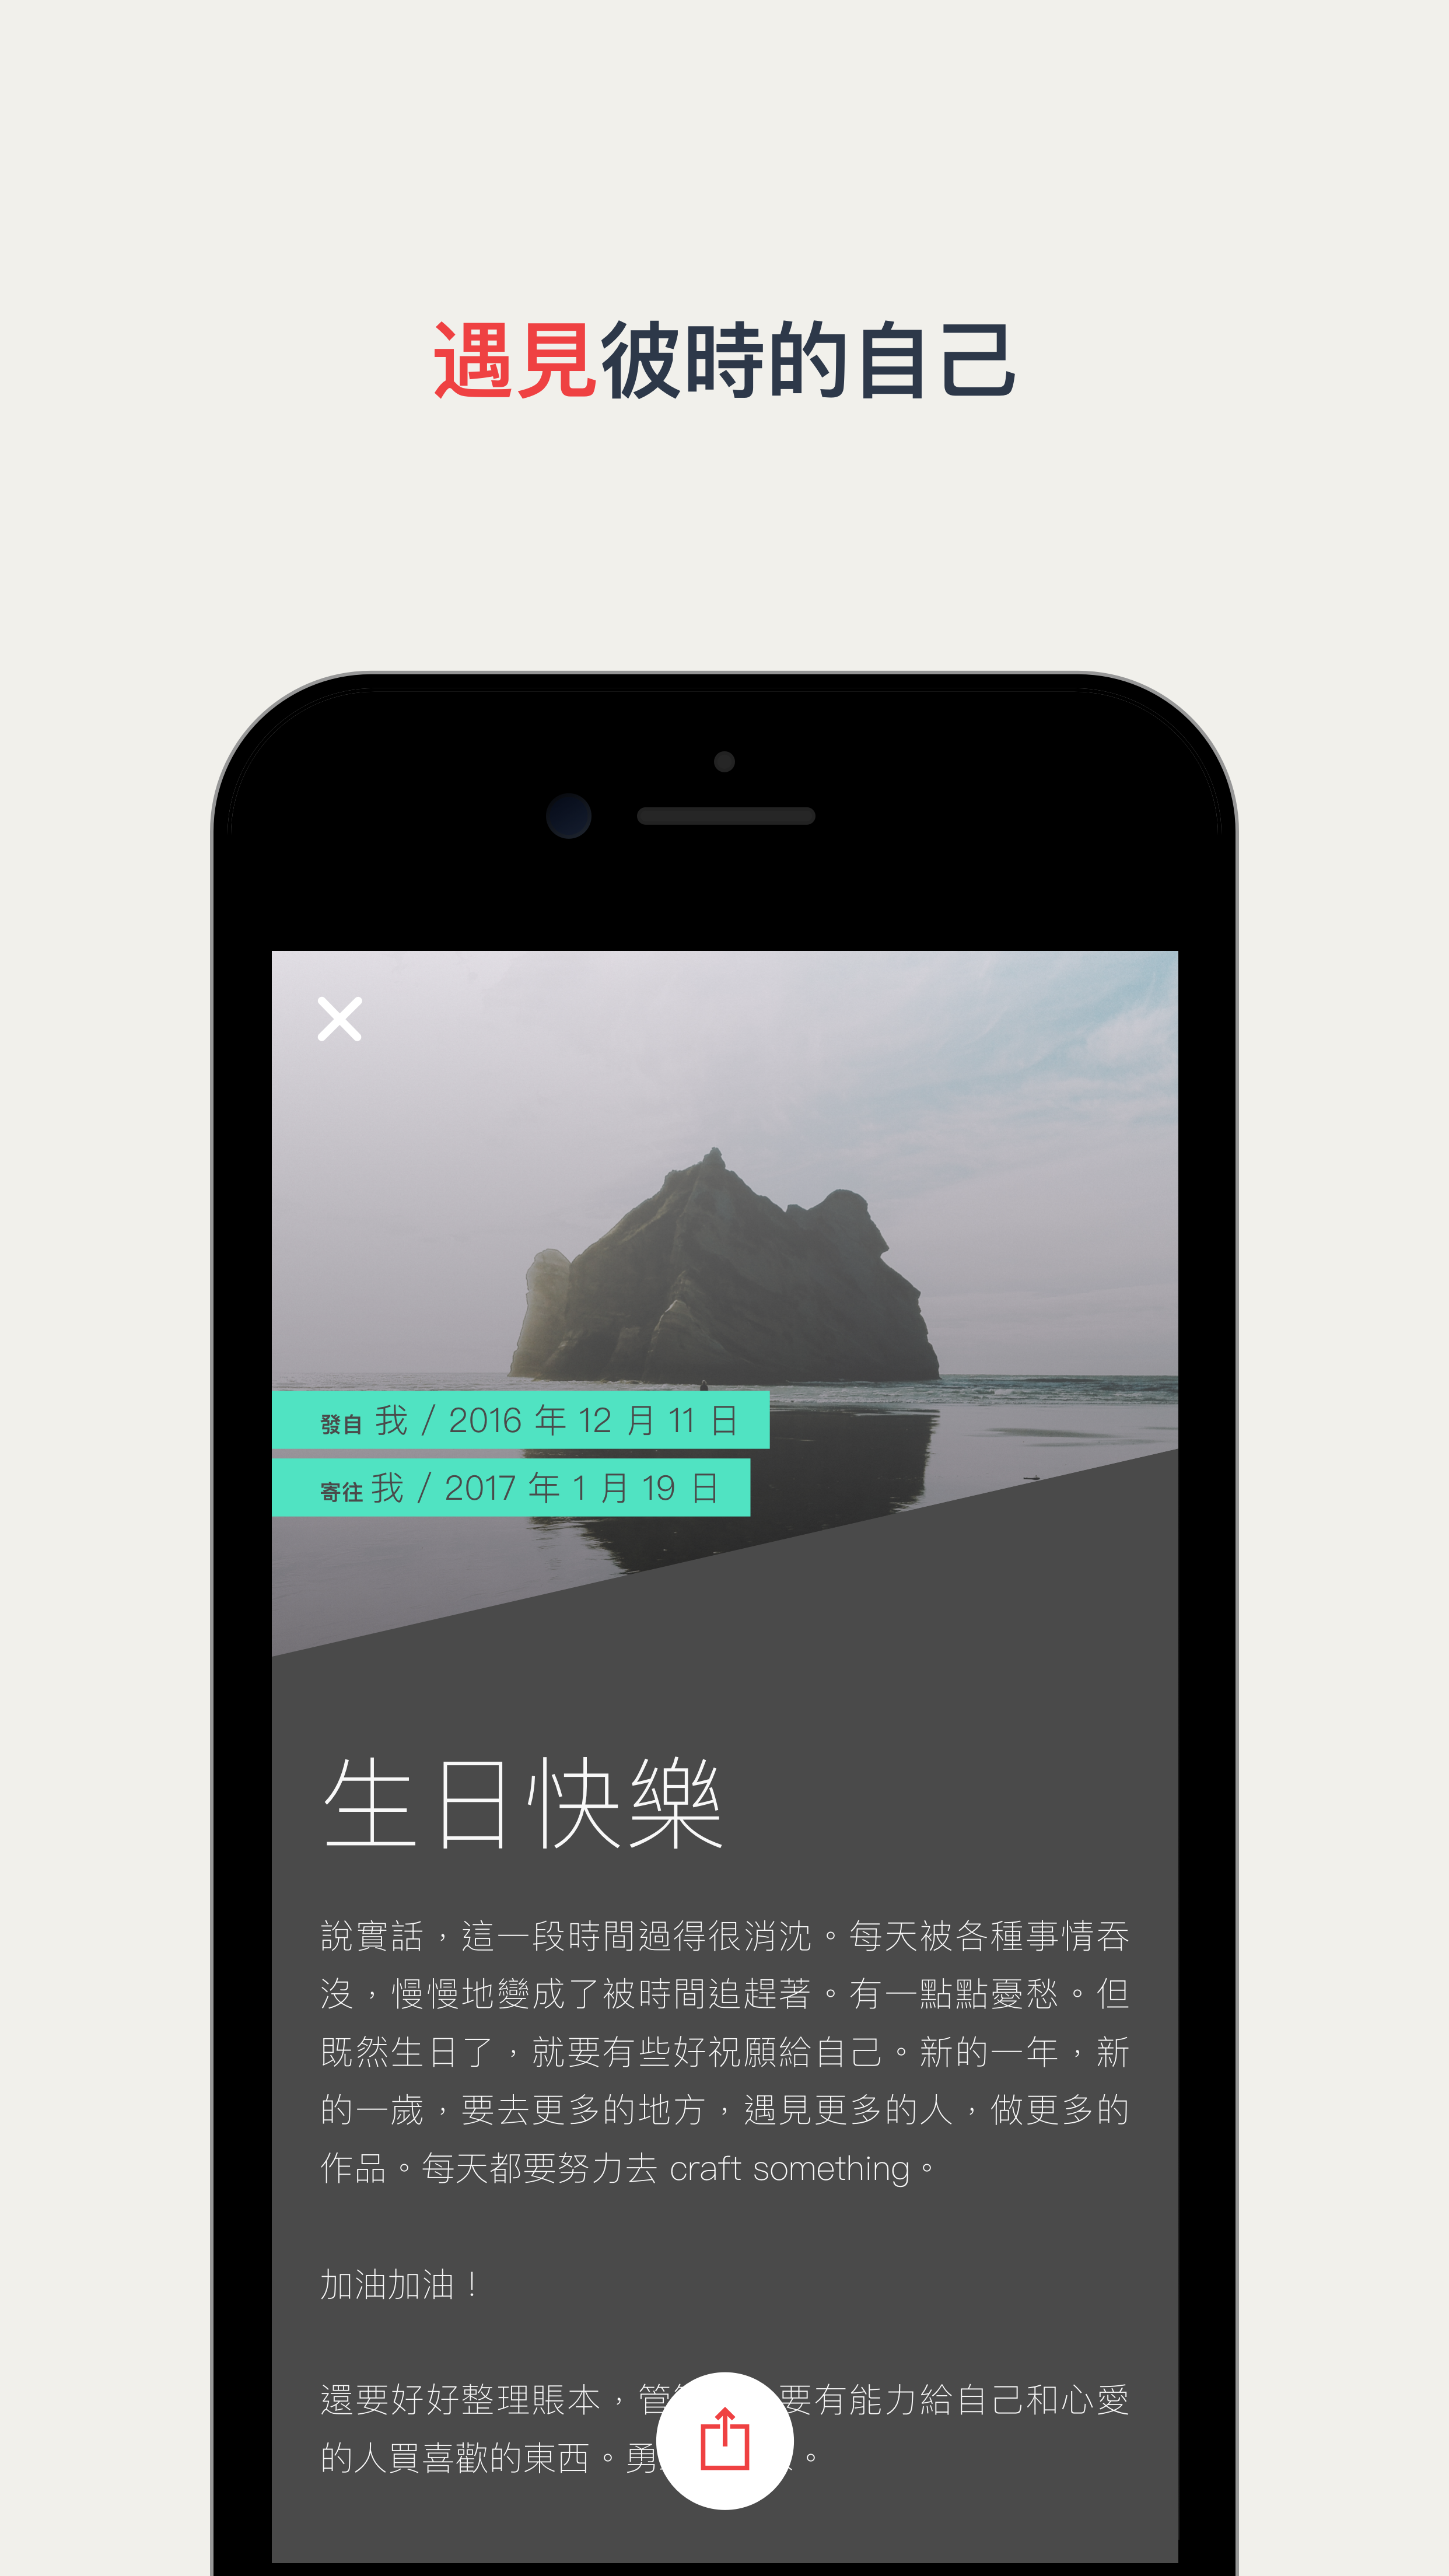 遇見彼時的自己
發自 我 / 2016 年 12 月 11 日
寄往 我 / 2017 年 1 月 19 日
生日快樂
說實話，這一段時間過得很消沈。每天被各種事情吞
沒，慢慢地變成了被時間追趕著。有一點點憂愁。但
既然生日了，就要有些好祝願給自己。新的一年，新
的一歲，要去更多的地方，遇見更多的人，做更多的
作品。每天都要努力去 craft something。
加油加油！
還要好好整理賬本，管 要有能力給自己和心愛
的人買喜歡的東西。勇 。